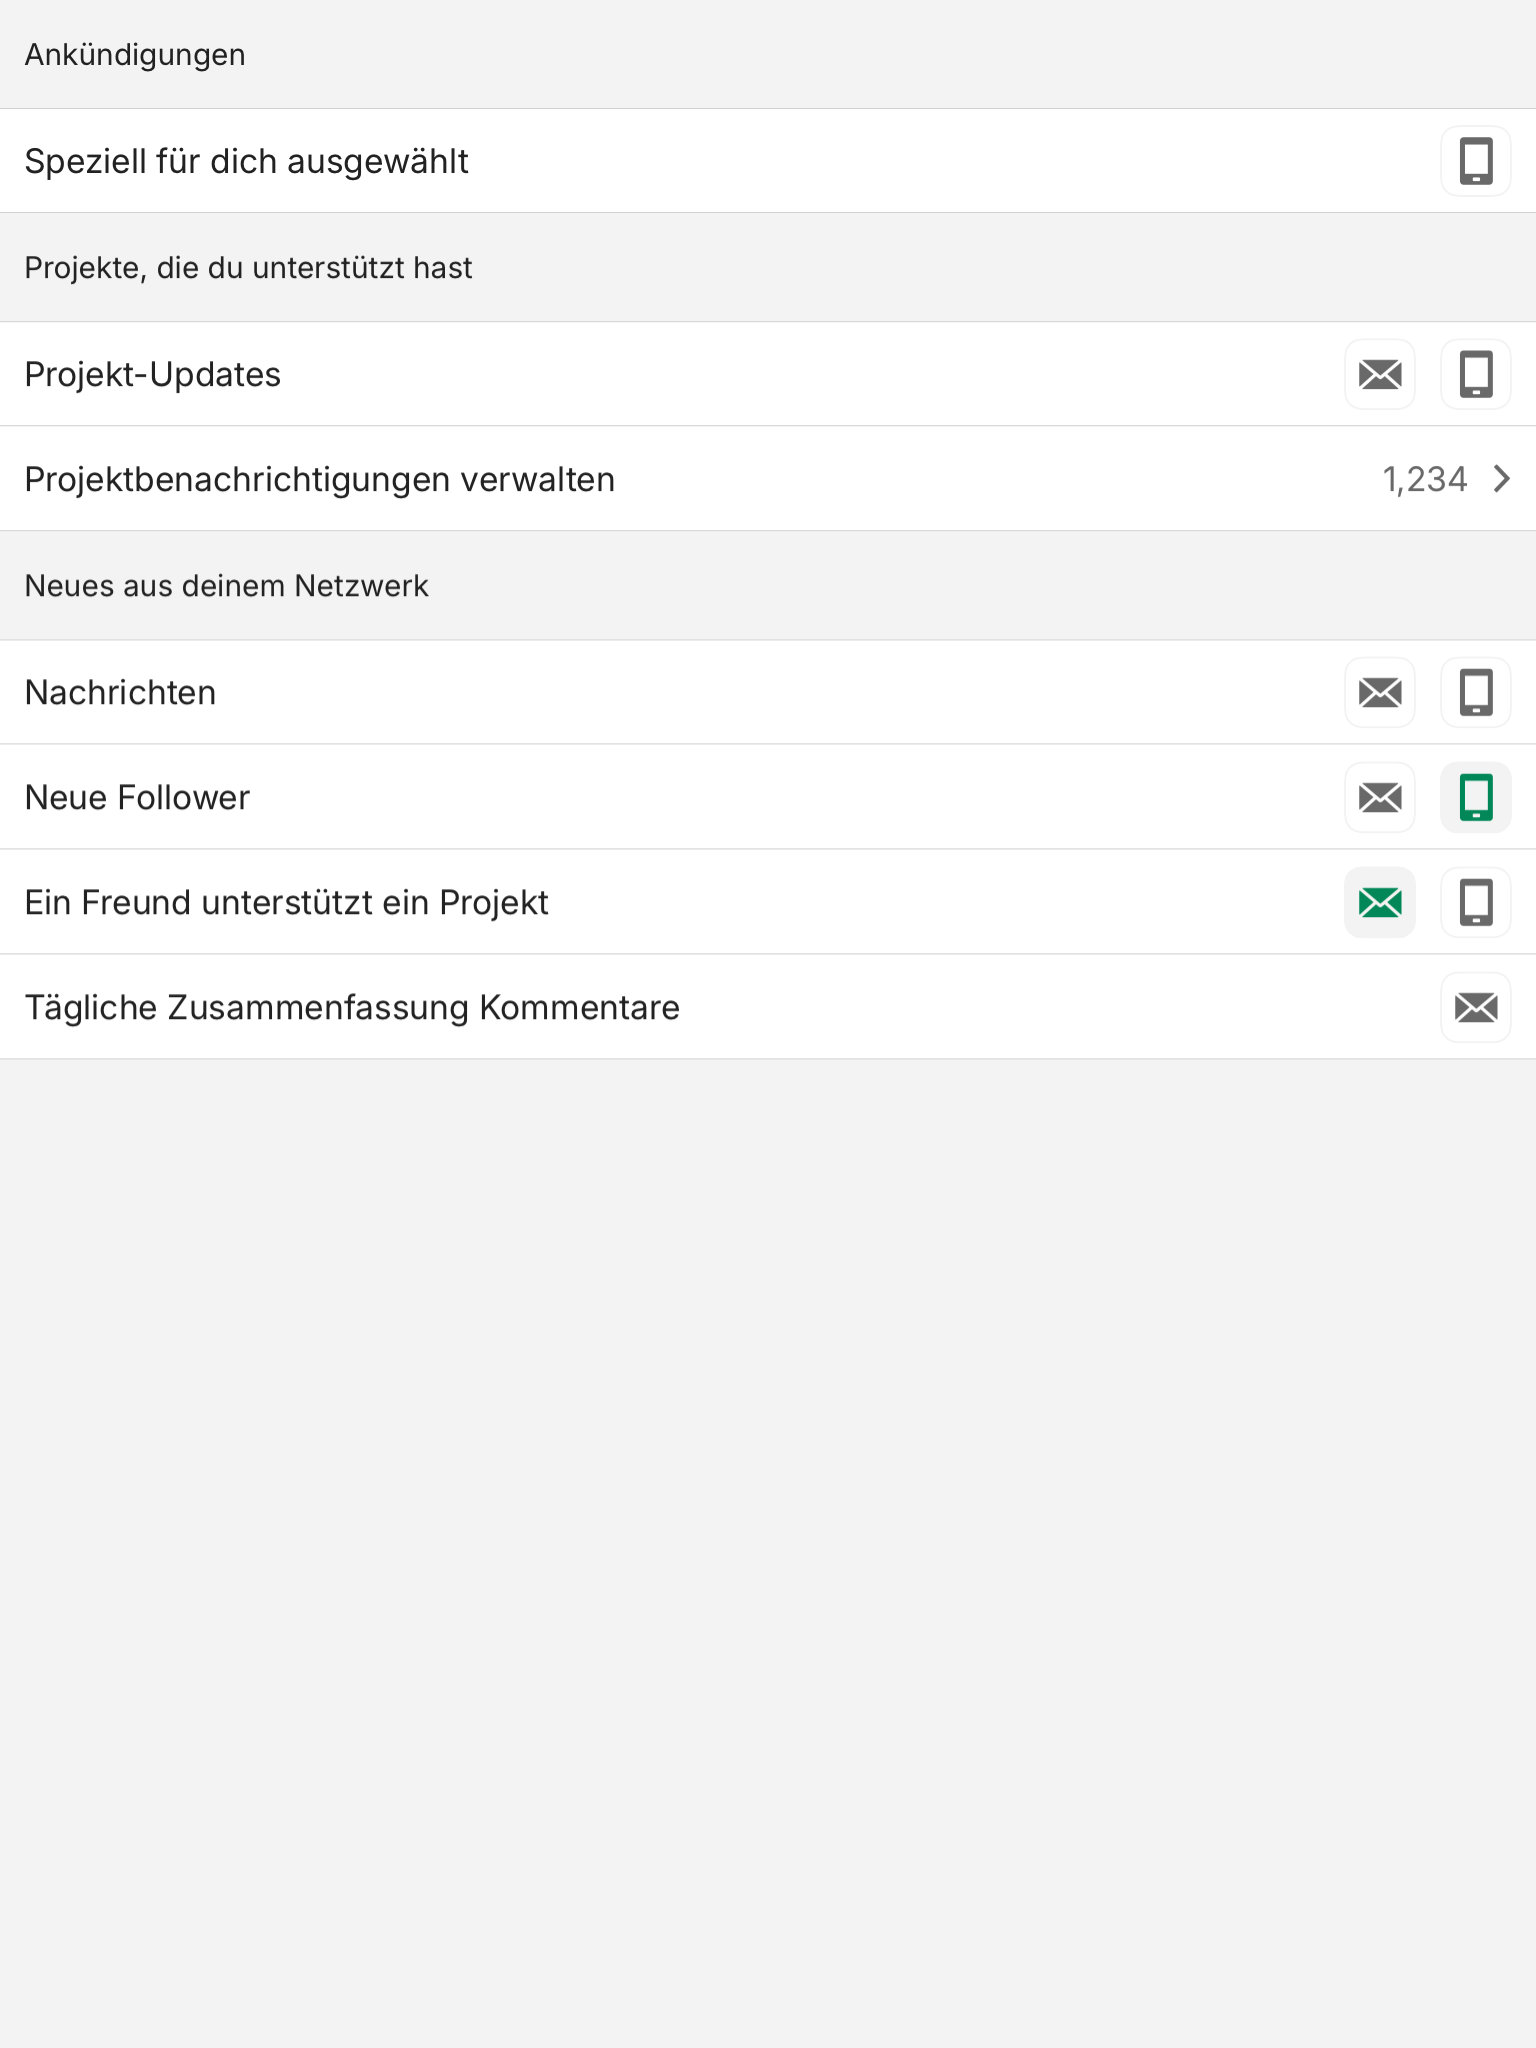 Ankündigungen
Speziell für dich ausgewählt
Projekte, die du unterstützt hast
Projekt-Updates
Projektbenachrichtigungen verwalten 1,234
Neues aus deinem Netzwerk
Nachrichten
Neue Follower
Ein Freund unterstützt ein Projekt
Tägliche Zusammenfassung Kommentare